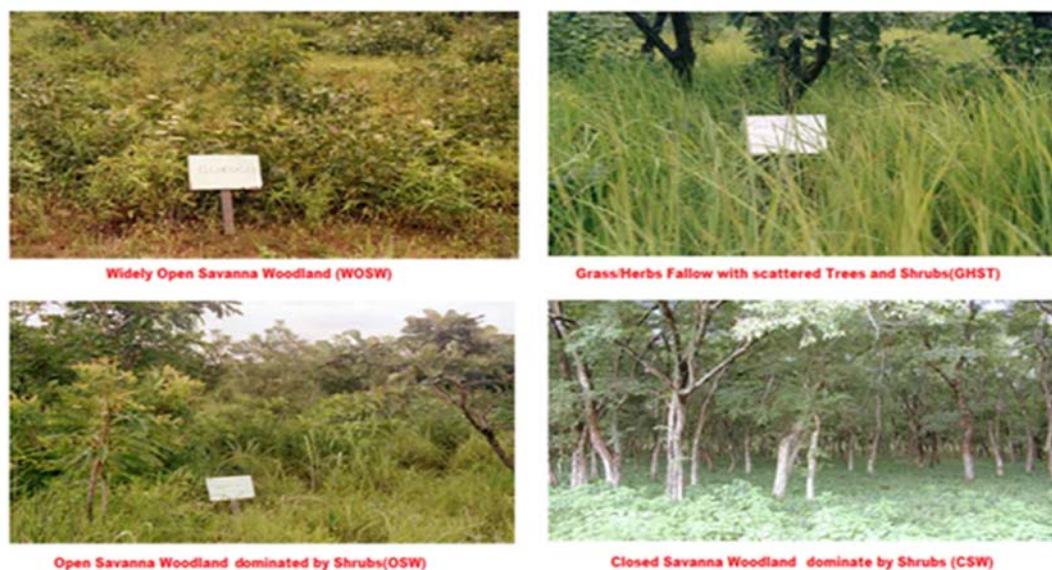 Widely Open Savanna Woodland (WOSW)
Grass/Herbs Fallow with scattered Trees and Shrubs(GHST)
Open Savanna Woodland dominated by Shrubs(OSW)
Closed Savanna Woodland dominate by Shrubs (CSW)